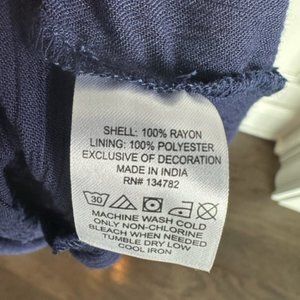 SHELL: 100% RAYON
LINING: 100% POLYESTER
EXCLUSIVE OF DECORATION
MADE IN INDIA
RN# 134782
30
MACHINE WASH COLD
ONLY NON-CHLORINE
BLEACH WHEN NEEDED
TUMBLE DRY LOW
COOL IRON